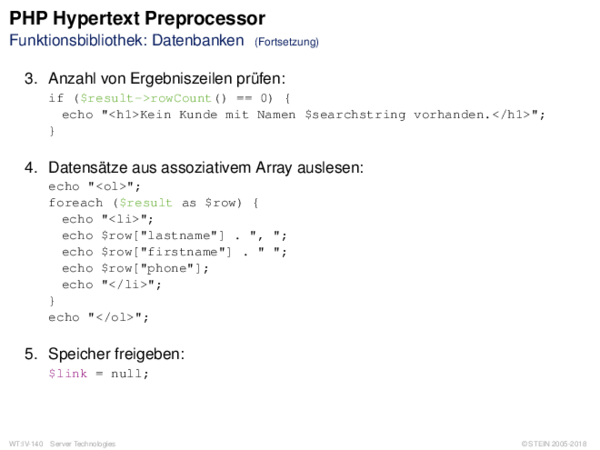 PHP Hypertext Preprocessor
Funktionsbibliothek: Datenbanken (Fortsetzung)
3. Anzahl von Ergebniszeilen prüfen:
if ($result->rowCount() == 0) {
echo "<h1>Kein Kunde mit Namen $searchstring vorhanden.</h1>";
}
4. Datensätze aus assoziativem Array auslesen:
echo "<ol>";
foreach ($result as $row) {
echo "<li>";
echo $row["lastname"] . ", ";
echo $row["firstname"] . " ";
echo $row["phone"];
echo "</li>";
}
echo "</ol>";
5. Speicher freigeben:
$link = null;
WT:IV-140 Server Technologies © STEIN 2005-2018